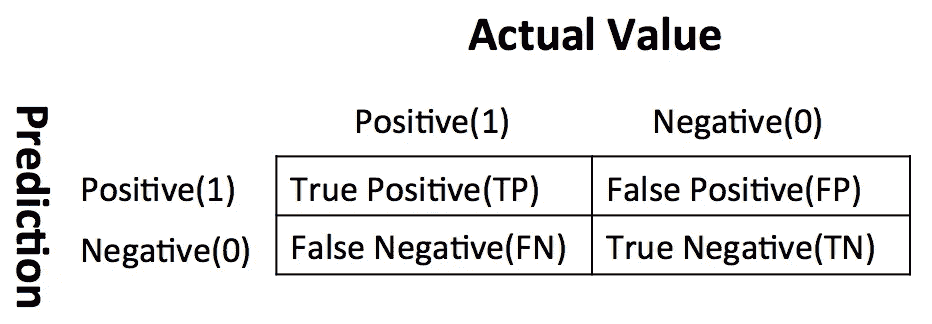 Actual Value
Prediction
Positive(1) Negative(0)
Positive(1) True Positive(TP) False Positive(FP)
Negative(0) False Negative(FN) True Negative(TN)